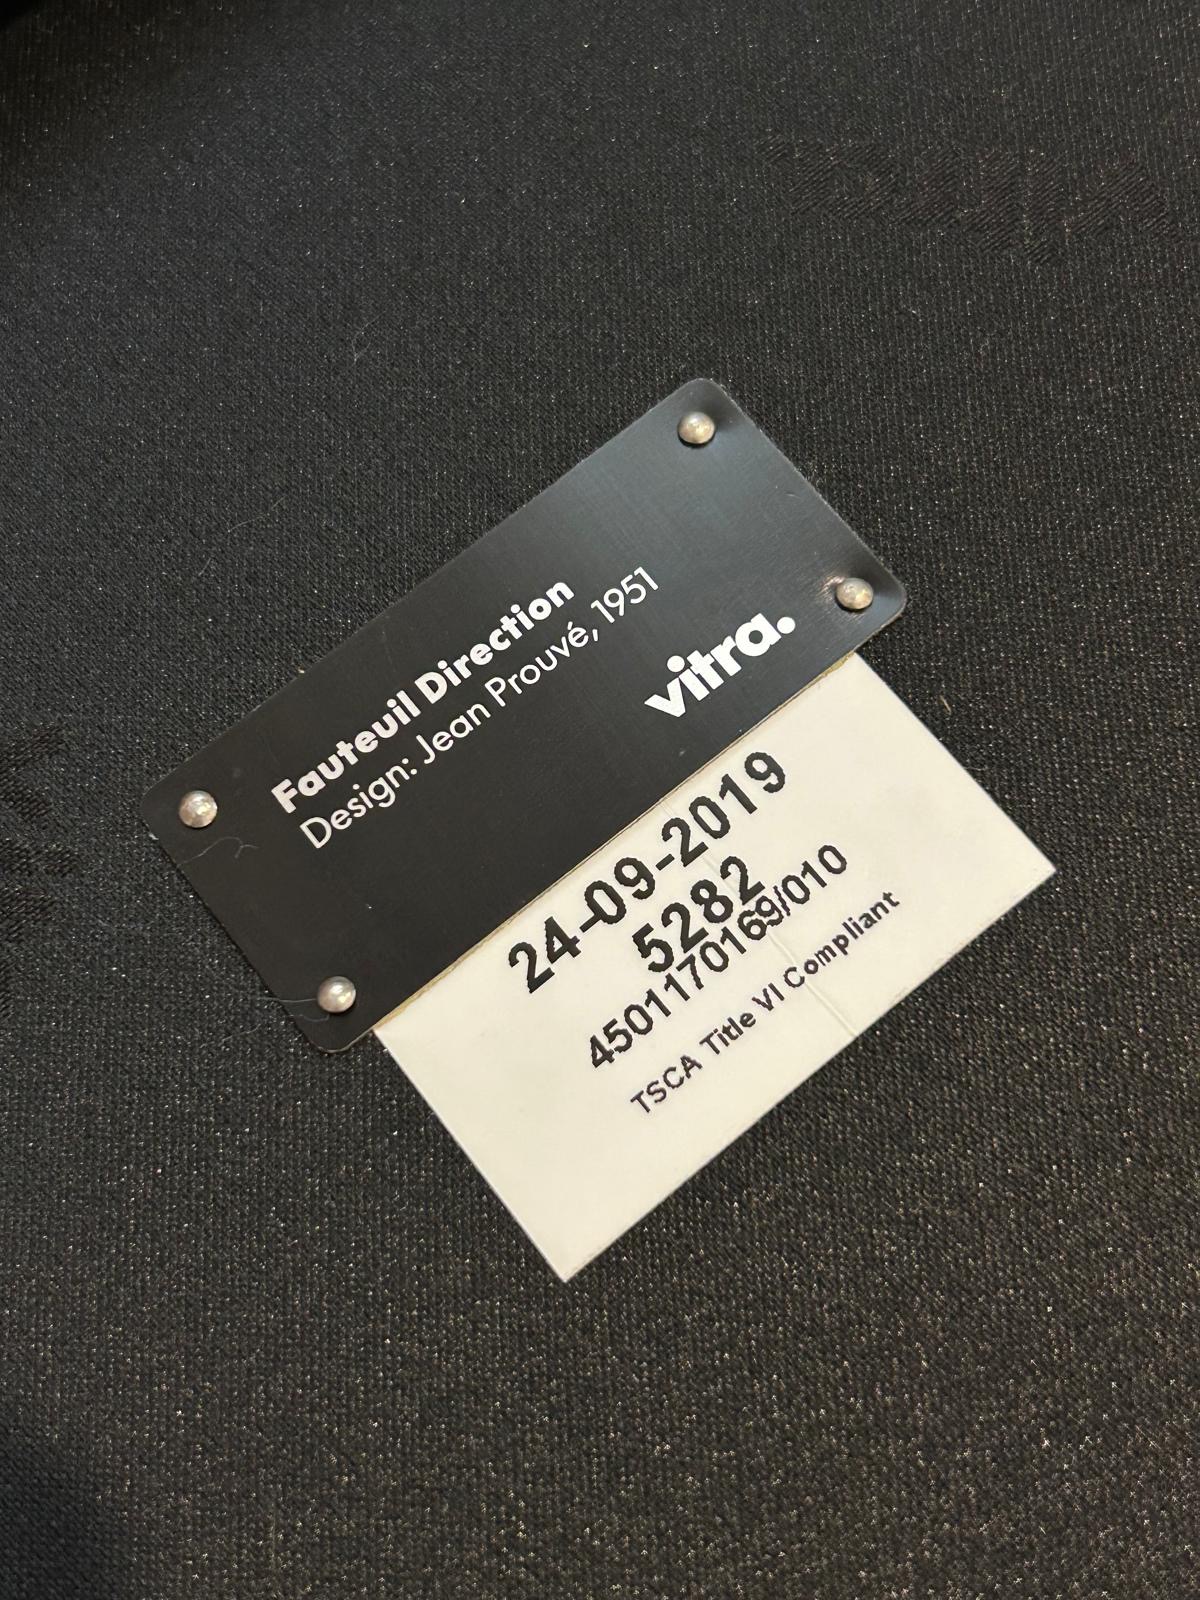 Fauteuil Direction
Design: Jean Prouvé, 1951
vitra.
24-09-2019
5282
4501170169/010
TSCA Title VI Compliant